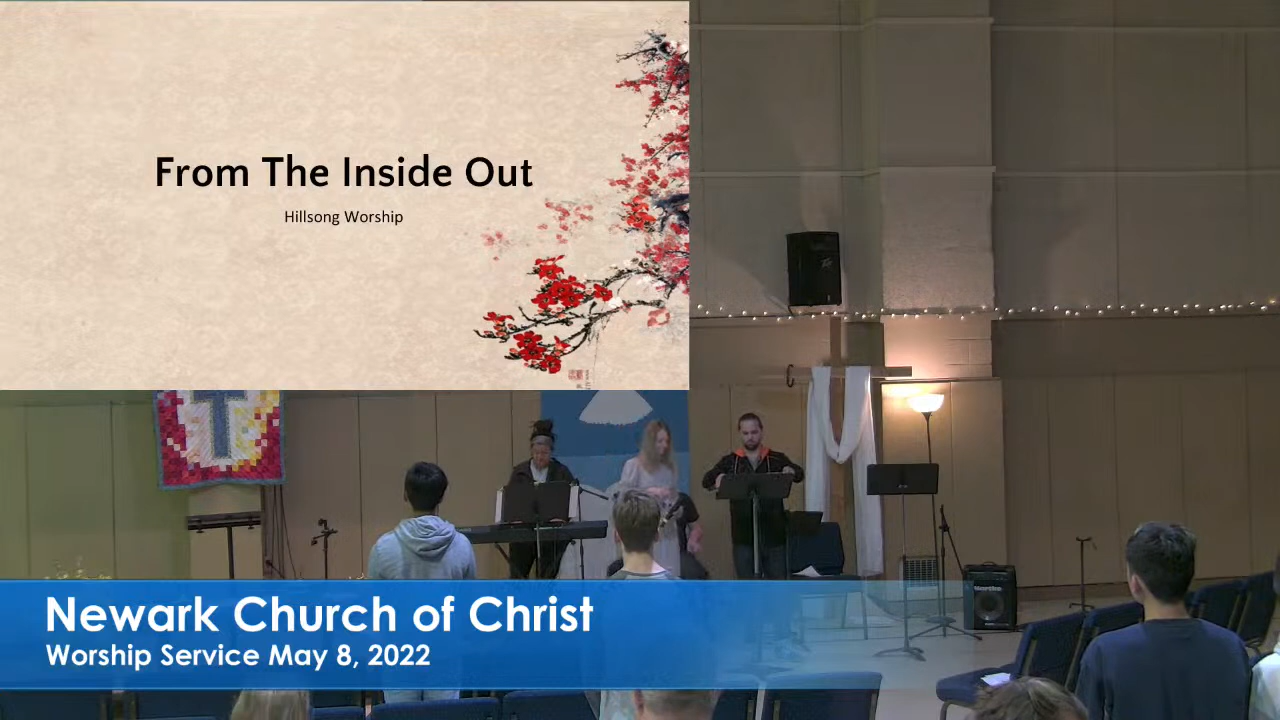 From The Inside Out
Hillsong Worship
Newark Church of Christ
Worship Service May 8, 2022